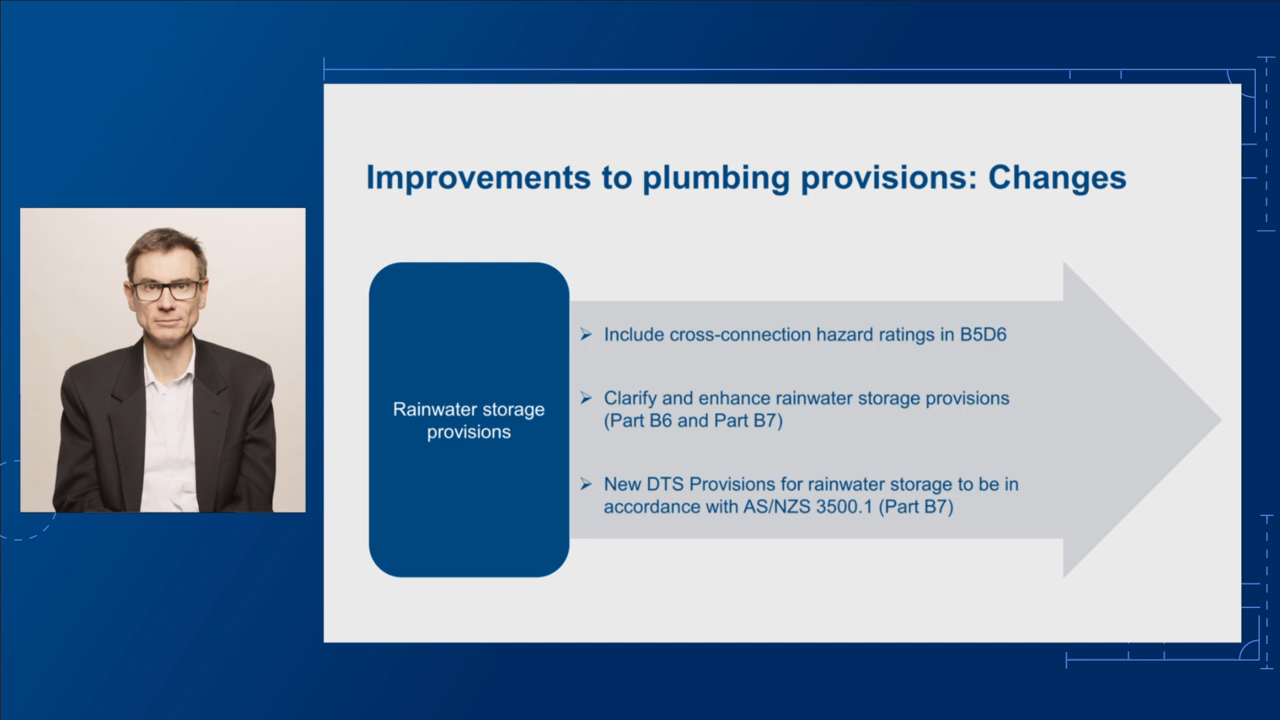 Improvements to plumbing provisions: Changes
Rainwater storage
provisions
➢ Include cross-connection hazard ratings in B5D6
➢ Clarify and enhance rainwater storage provisions
(Part B6 and Part B7)
➢ New DTS Provisions for rainwater storage to be in
accordance with AS/NZS 3500.1 (Part B7)